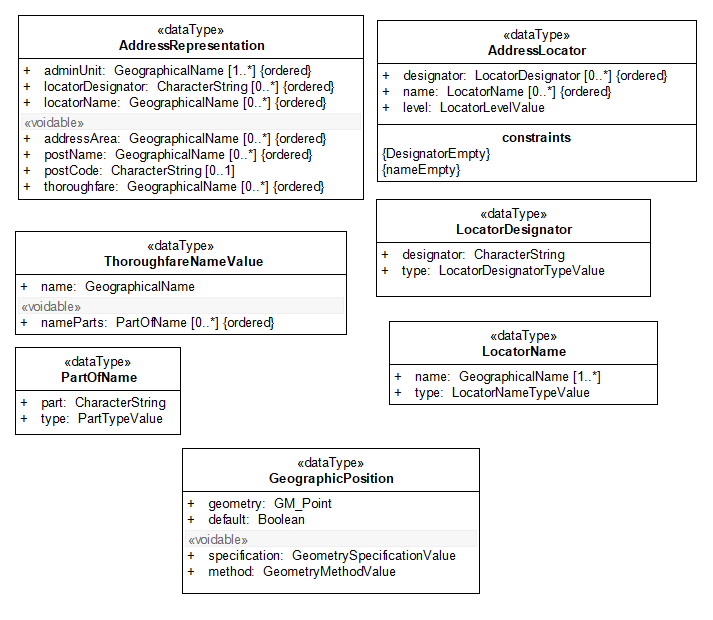 «dataType»
AddressRepresentation
+ adminUnit: GeographicalName [1..*] {ordered}
+ locatorDesignator: CharacterString [0..*] {ordered}
+ locatorName: GeographicalName [0..*] {ordered}
«voidable»
+ addressArea: GeographicalName [0..*] {ordered}
+ postName: GeographicalName [0..*] {ordered}
+ postCode: CharacterString [0..1]
+ thoroughfare: GeographicalName [0..*] {ordered}
«dataType»
AddressLocator
+ designator: LocatorDesignator [0..*] {ordered}
+ name: LocatorName [0..*] {ordered}
+ level: LocatorLevelValue
constraints
{DesignatorEmpty}
{nameEmpty}
«dataType»
ThoroughfareNameValue
+ name: GeographicalName
«voidable»
+ nameParts: PartOfName [0..*] {ordered}
«dataType»
LocatorDesignator
+ designator: CharacterString
+ type: LocatorDesignatorTypeValue
«dataType»
PartOfName
+ part: CharacterString
+ type: PartTypeValue
«dataType»
LocatorName
+ name: GeographicalName [1..*]
+ type: LocatorNameTypeValue
«dataType»
GeographicPosition
+ geometry: GM_Point
+ default: Boolean
«voidable»
+ specification: GeometrySpecificationValue
+ method: GeometryMethodValue